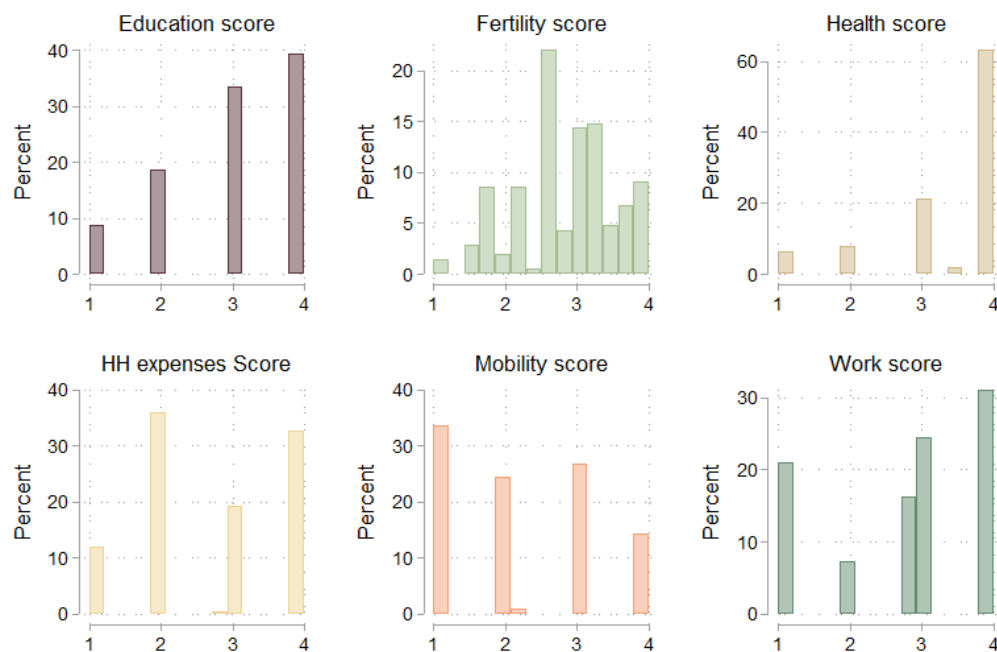 Education score
Fertility score
Health score
40
30
20
10
0
Percent
1 2 3 4
20
15
10
5
0
Percent
1 2 3 4
60
40
20
0
Percent
1 2 3 4
HH expenses Score
Mobility score
Work score
40
30
20
10
0
Percent
1 2 3 4
40
30
20
10
0
Percent
1 2 3 4
30
20
10
0
Percent
1 2 3 4